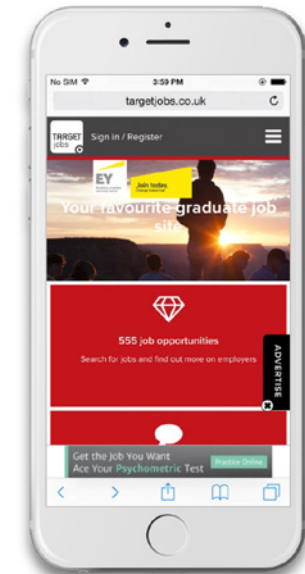 No SIM 3:59 PM
targetjobs.co.uk
TARGET
jobs
Sign in / Register
EY
Join today.
Your favourite graduate job
site
555 job opportunities
Search for jobs and find out more on employers
ADVERTISE
Get the Job You Want
Ace Your Psychometric Test
Practice Online